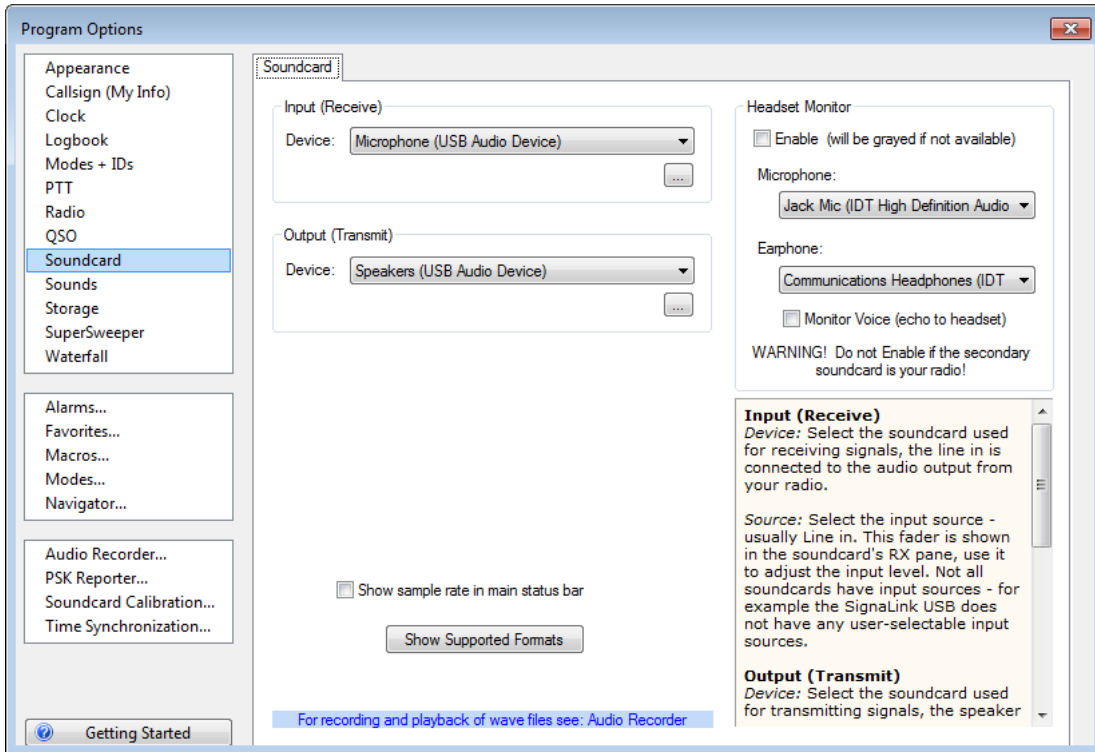 Program Options
Appearance
Callsign (My Info)
Clock
Logbook
Modes + IDs
PTT
Radio
QSO
Soundcard
Sounds
Storage
SuperSweeper
Waterfall
Alarms...
Favorites...
Macros...
Modes...
Navigator...
Audio Recorder...
PSK Reporter...
Soundcard Calibration...
Time Synchronization...
Getting Started
Soundcard
Input (Receive)
Device: Microphone (USB Audio Device)
...
Output (Transmit)
Device: Speakers (USB Audio Device)
...
Show sample rate in main status bar
Show Supported Formats
For recording and playback of wave files see: Audio Recorder
Headset Monitor
Enable (will be grayed if not available)
Microphone:
Jack Mic (IDT High Definition Audio
Earphone:
Communications Headphones (IDT
Monitor Voice (echo to headset)
WARNING! Do not Enable if the secondary
soundcard is your radio!
Input (Receive)
Device: Select the soundcard used
for receiving signals, the line in is
connected to the audio output from
your radio.
Source: Select the input source -
usually Line in. This fader is shown
in the soundcard's RX pane, use it
to adjust the input level. Not all
soundcards have input sources - for
example the SignaLink USB does
not have any user-selectable input
sources.
Output (Transmit)
Device: Select the soundcard used
for transmitting signals, the speaker